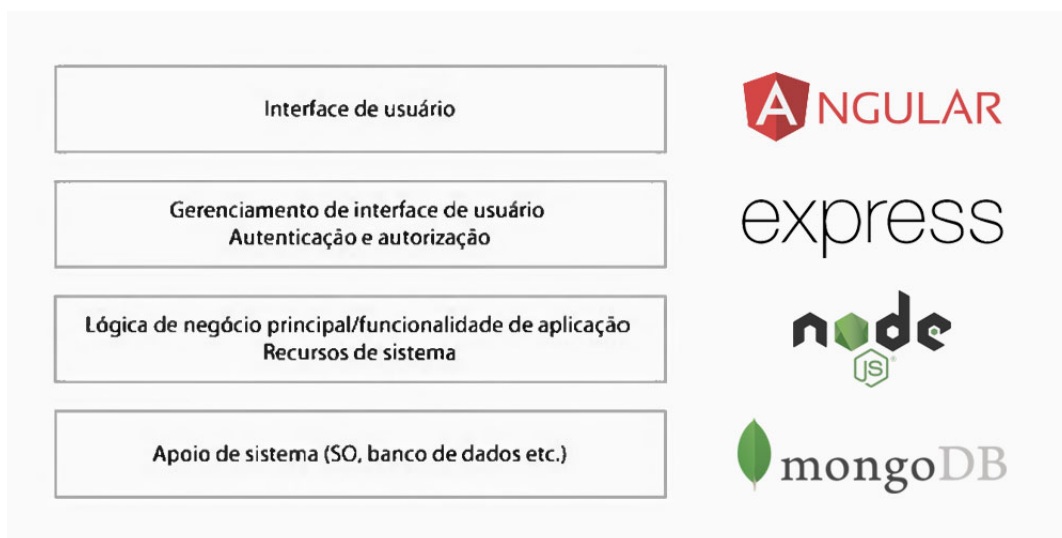 Interface de usuário
ANGULAR
Gerenciamento de interface de usuário
Autenticação e autorização
express
Lógica de negócio principal/funcionalidade de aplicação
Recursos de sistema
node
JS®
Apoio de sistema (SO, banco de dados etc.)
mongoDB